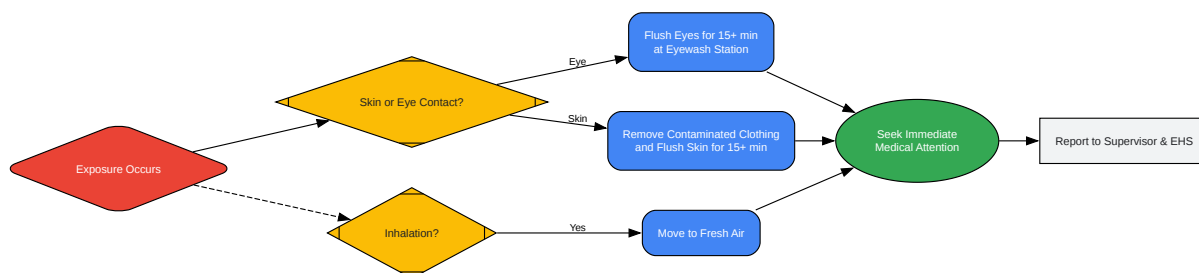 Flush Eyes for 15+ min
at Eyewash Station
Eye
Skin or Eye Contact?
Skin
Remove Contaminated Clothing
and Flush Skin for 15+ min
Seek Immediate
Medical Attention
Report to Supervisor & EHS
Exposure Occurs
Inhalation?
Yes
Move to Fresh Air